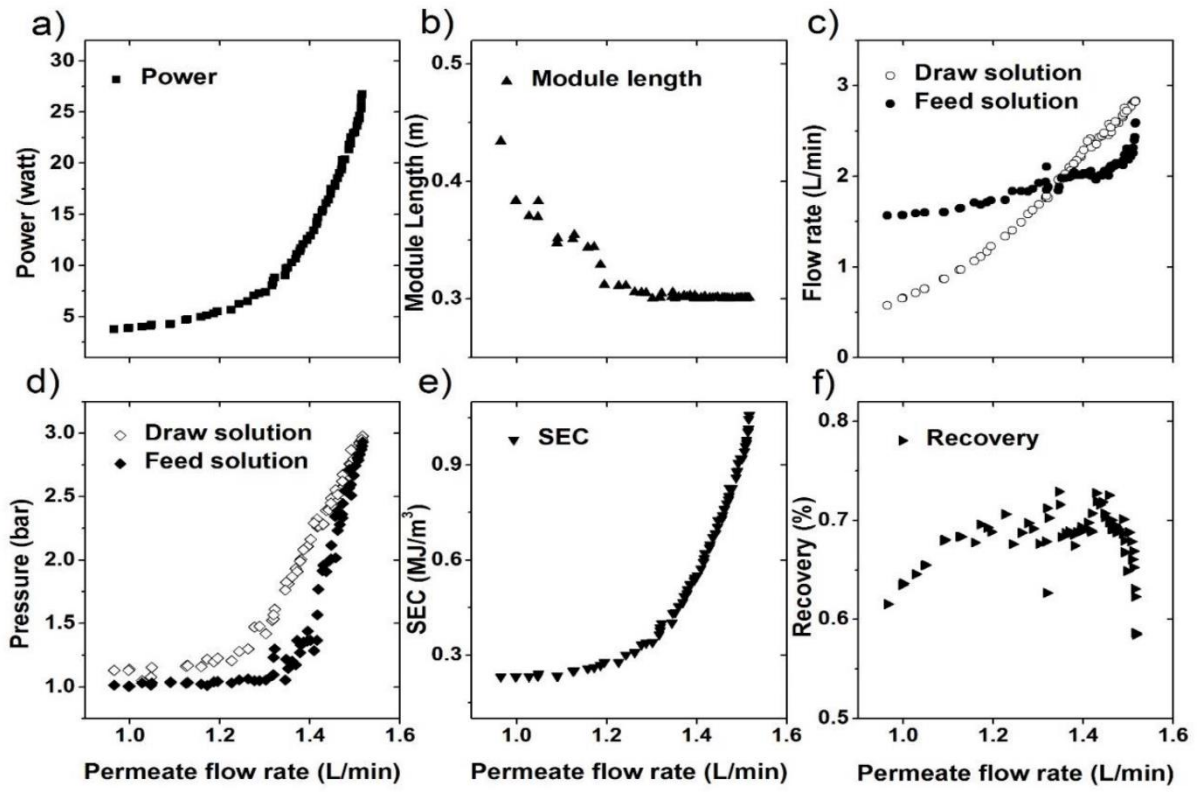 a)
30
25
20
15
10
5
Power (watt)
Power
b)
0.5
0.4
0.3
Module Length (m)
Module length
c)
3
2
1
0
Flow rate (L/min)
Draw solution
Feed solution
d)
3.0
2.5
2.0
1.5
1.0
Pressure (bar)
Draw solution
Feed solution
1.0 1.2 1.4 1.6
Permeate flow rate (L/min)
e)
0.9
0.6
0.3
SEC (MJ/m³)
SEC
1.0 1.2 1.4 1.6
Permeate flow rate (L/min)
f)
0.8
0.7
0.6
0.5
Recovery (%)
Recovery
1.0 1.2 1.4 1.6
Permeate flow rate (L/min)